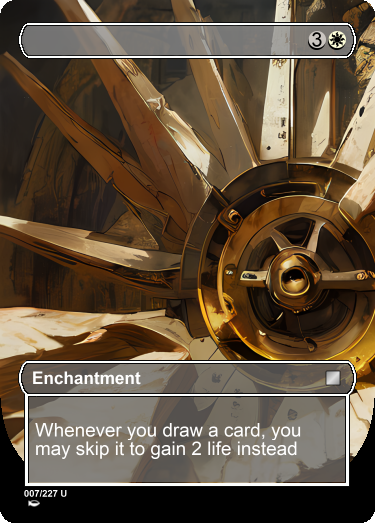 3
Enchantment
Whenever you draw a card, you
may skip it to gain 2 life instead
007/227 U